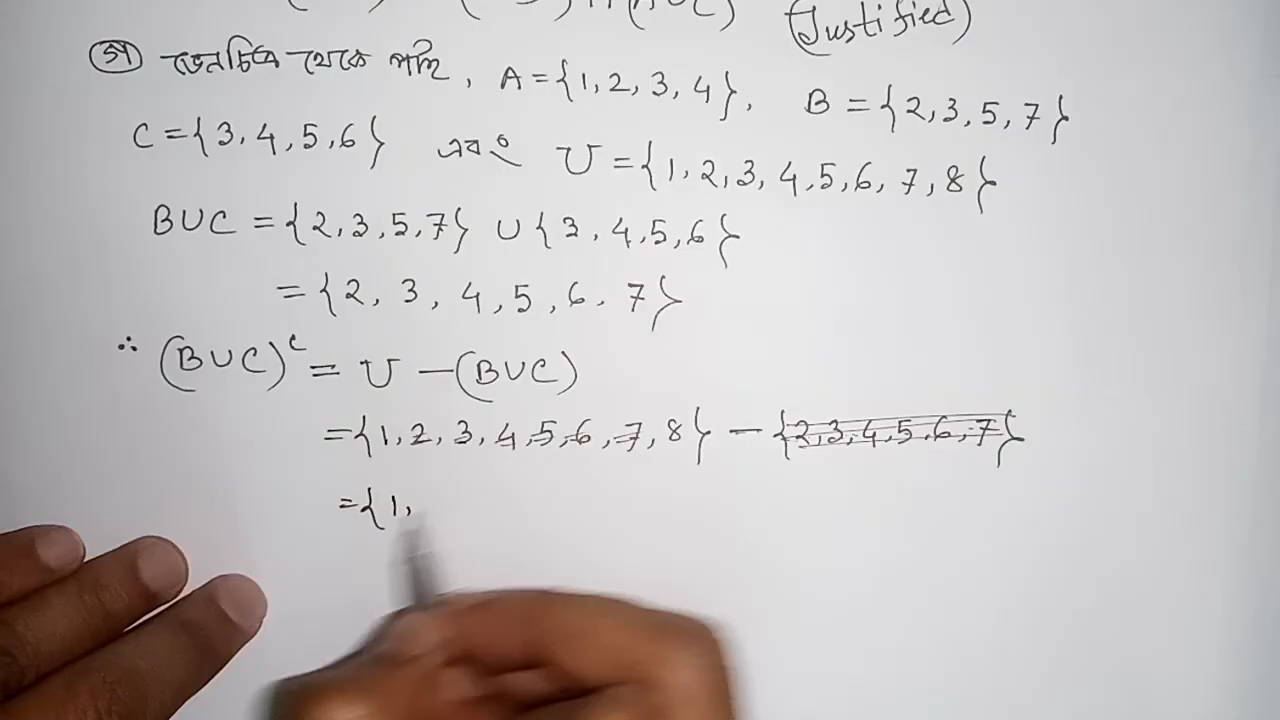 (Justified)
গ ভেনচিত্র থেকে পাই, A={1,2,3,4}, B={2,3,5,7}
C={3,4,5,6} এবং U={1,2,3,4,5,6,7,8}
B∪C={2,3,5,7} ∪ {3,4,5,6}
={2, 3, 4, 5, 6, 7}
∴ (B∪C)ᶜ = U – (B∪C)
={1,2,3,4,5,6,7,8} – {2,3,4,5,6,7}
={1,